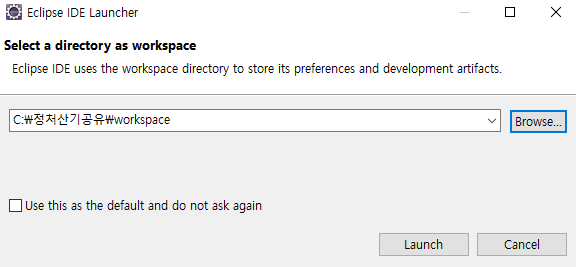 Eclipse IDE Launcher
Select a directory as workspace
Eclipse IDE uses the workspace directory to store its preferences and development artifacts.
C:₩정처산기공유₩workspace
Browse...
Use this as the default and do not ask again
Launch Cancel